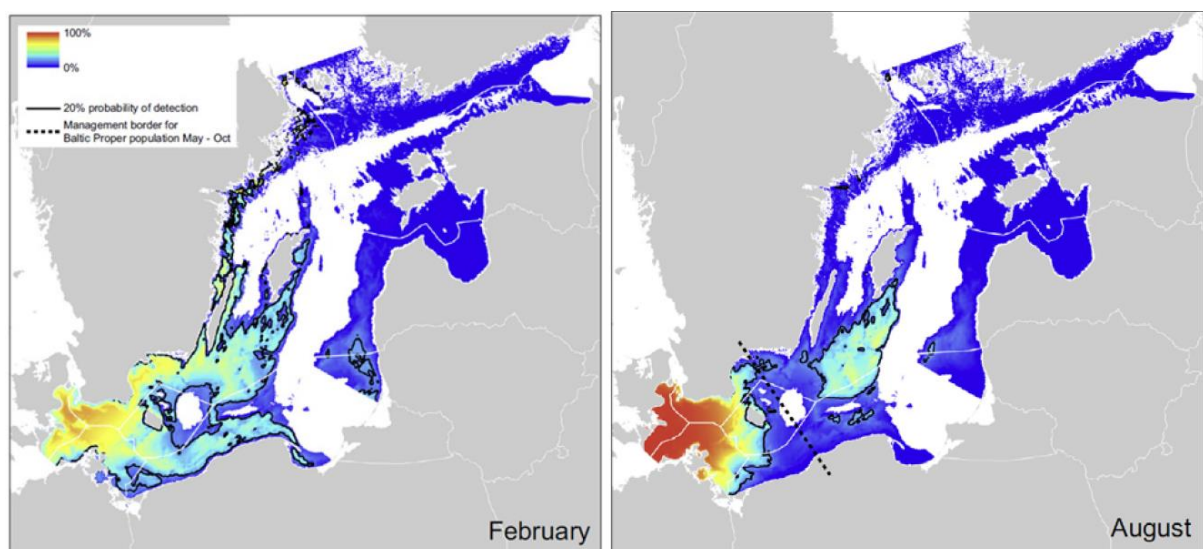 100%
0%
20% probability of detection
Management border for
Baltic Proper population May - Oct
February
August